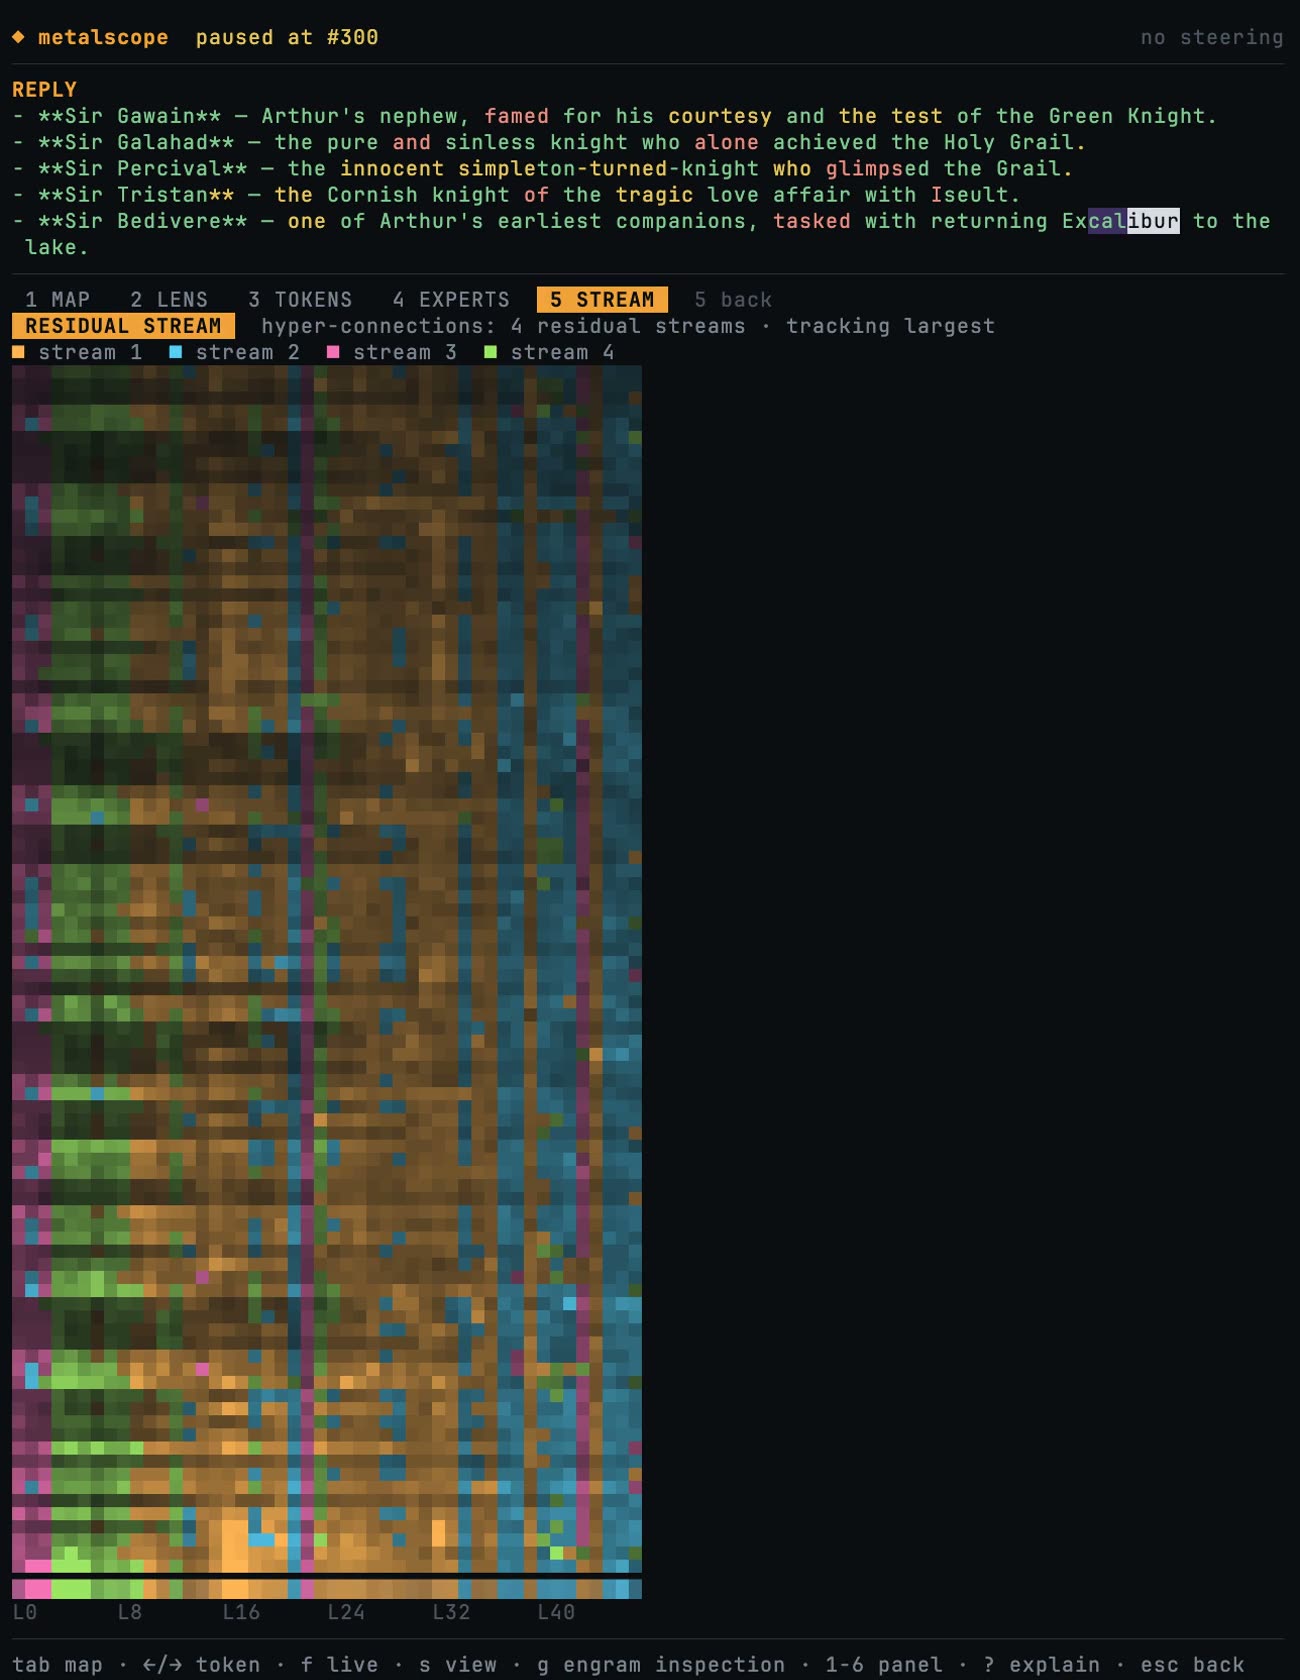 ◆ metalscope paused at #300 no steering
REPLY
- **Sir Gawain** — Arthur's nephew, famed for his courtesy and the test of the Green Knight.
- **Sir Galahad** — the pure and sinless knight who alone achieved the Holy Grail.
- **Sir Percival** — the innocent simpleton-turned-knight who glimpsed the Grail.
- **Sir Tristan** — the Cornish knight of the tragic love affair with Iseult.
- **Sir Bedivere** — one of Arthur's earliest companions, tasked with returning Excalibur to the
lake.
1 MAP 2 LENS 3 TOKENS 4 EXPERTS 5 STREAM 5 back
RESIDUAL STREAM hyper-connections: 4 residual streams · tracking largest
■ stream 1 ■ stream 2 ■ stream 3 ■ stream 4
L0 L8 L16 L24 L32 L40
tab map · ←/→ token · f live · s view · g engram inspection · 1-6 panel · ? explain · esc back